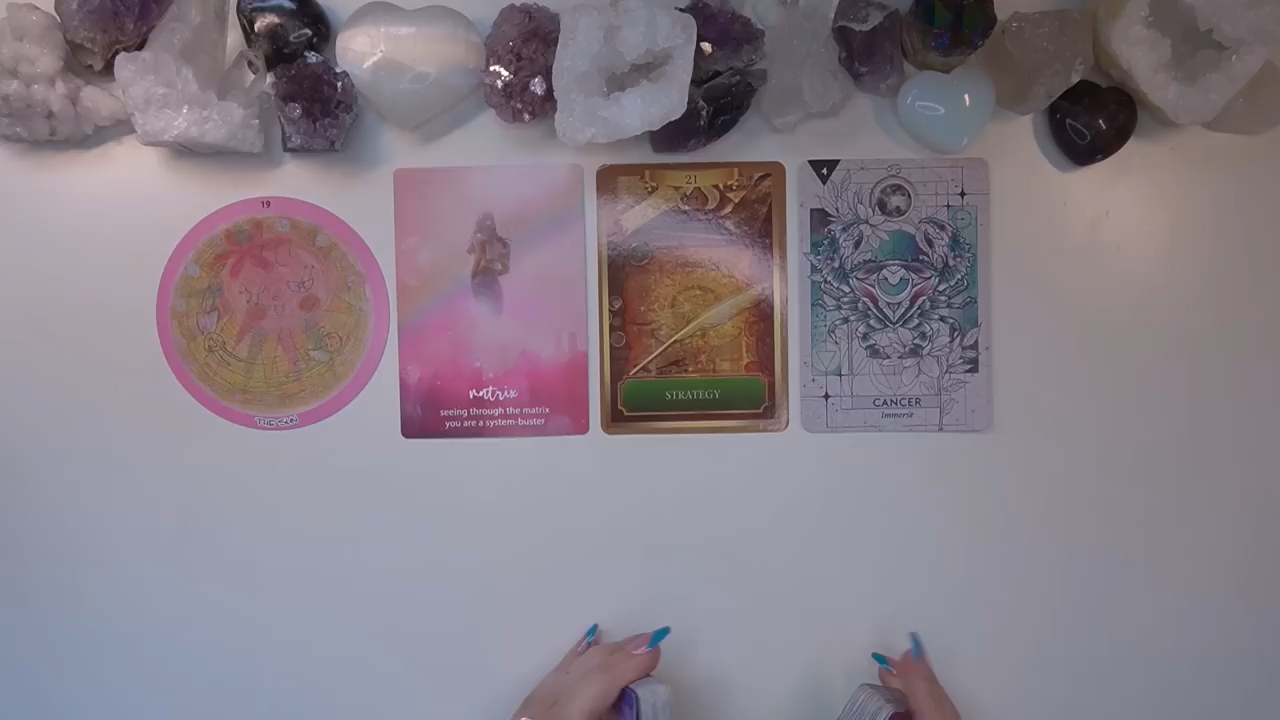 19
THE SUN
matrix
seeing through the matrix
you are a system-buster
21
STRATEGY
4
CANCER
Immerse